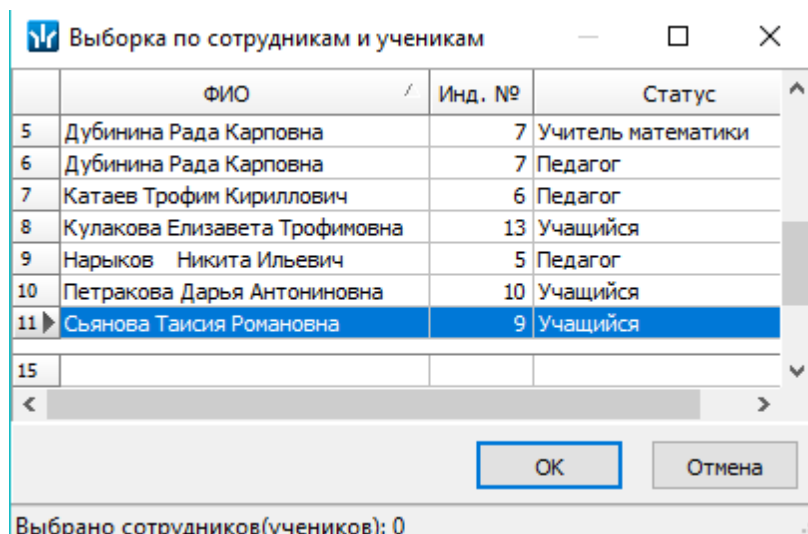 Выборка по сотрудникам и ученикам
ФИО Инд. № Статус
5 Дубинина Рада Карповна 7 Учитель математики
6 Дубинина Рада Карповна 7 Педагог
7 Катаев Трофим Кириллович 6 Педагог
8 Кулакова Елизавета Трофимовна 13 Учащийся
9 Нарыков Никита Ильевич 5 Педагог
10 Петракова Дарья Антониновна 10 Учащийся
11 Сьянова Таисия Романовна 9 Учащийся
15
OK Отмена
Выбрано сотрудников(учеников): 0